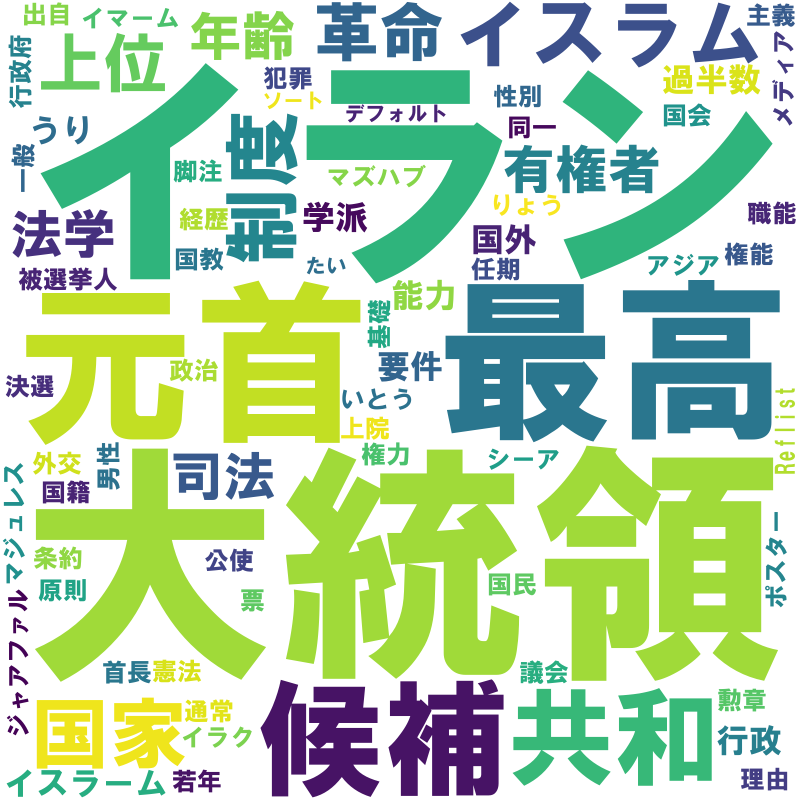 出自
イマーム
年齢
革命
イスラム
主義
行政府
上位
犯罪
ソート
デフォルト
性別
過半数
メディア
イラン
うり
一般
制度
同一
国会
有権者
脚注
マズハブ
法学
経歴
学派
りょう
職能
国教
たい
国外
任期
アジア
権能
被選挙人
能力
元首
最高
基礎
決選
政治
要件
いとう
Reflist
上院
外交
男性
司法
権力
シーア
国籍
マジュレス
大統領
条約
公使
原則
票
国民
ポスター
ジャアファル
首長
憲法
議会
国家
通常
候補
共和
勲章
イラク
行政
イスラーム
若年
理由